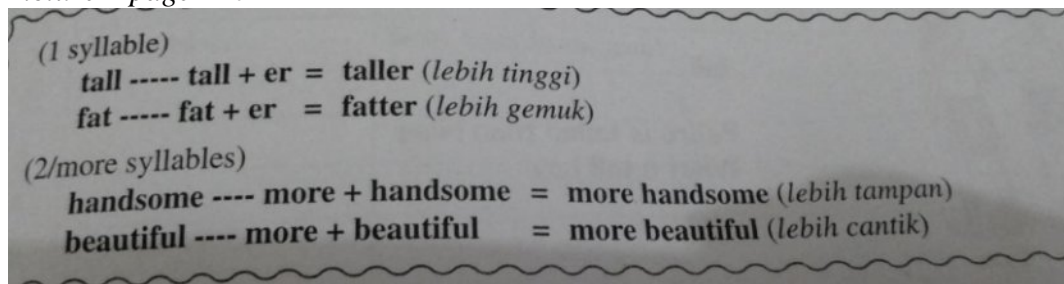 (1 syllable)
tall ----- tall + er = taller (lebih tinggi)
fat ----- fat + er = fatter (lebih gemuk)
(2/more syllables)
handsome ---- more + handsome = more handsome (lebih tampan)
beautiful ---- more + beautiful = more beautiful (lebih cantik)